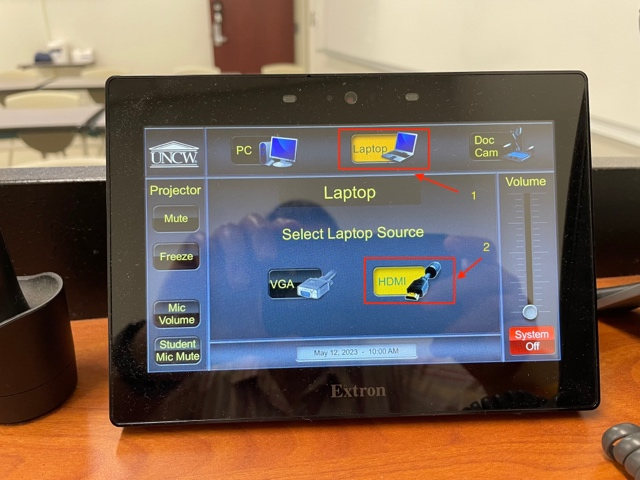 UNCW
PC
Laptop
Doc
Cam
Projector
Mute
Freeze
Mic
Volume
Student
Mic Mute
Laptop
1
Select Laptop Source
2
VGA
HDMI
Volume
System
Off
May 12, 2023 - 10:00 AM
Extron